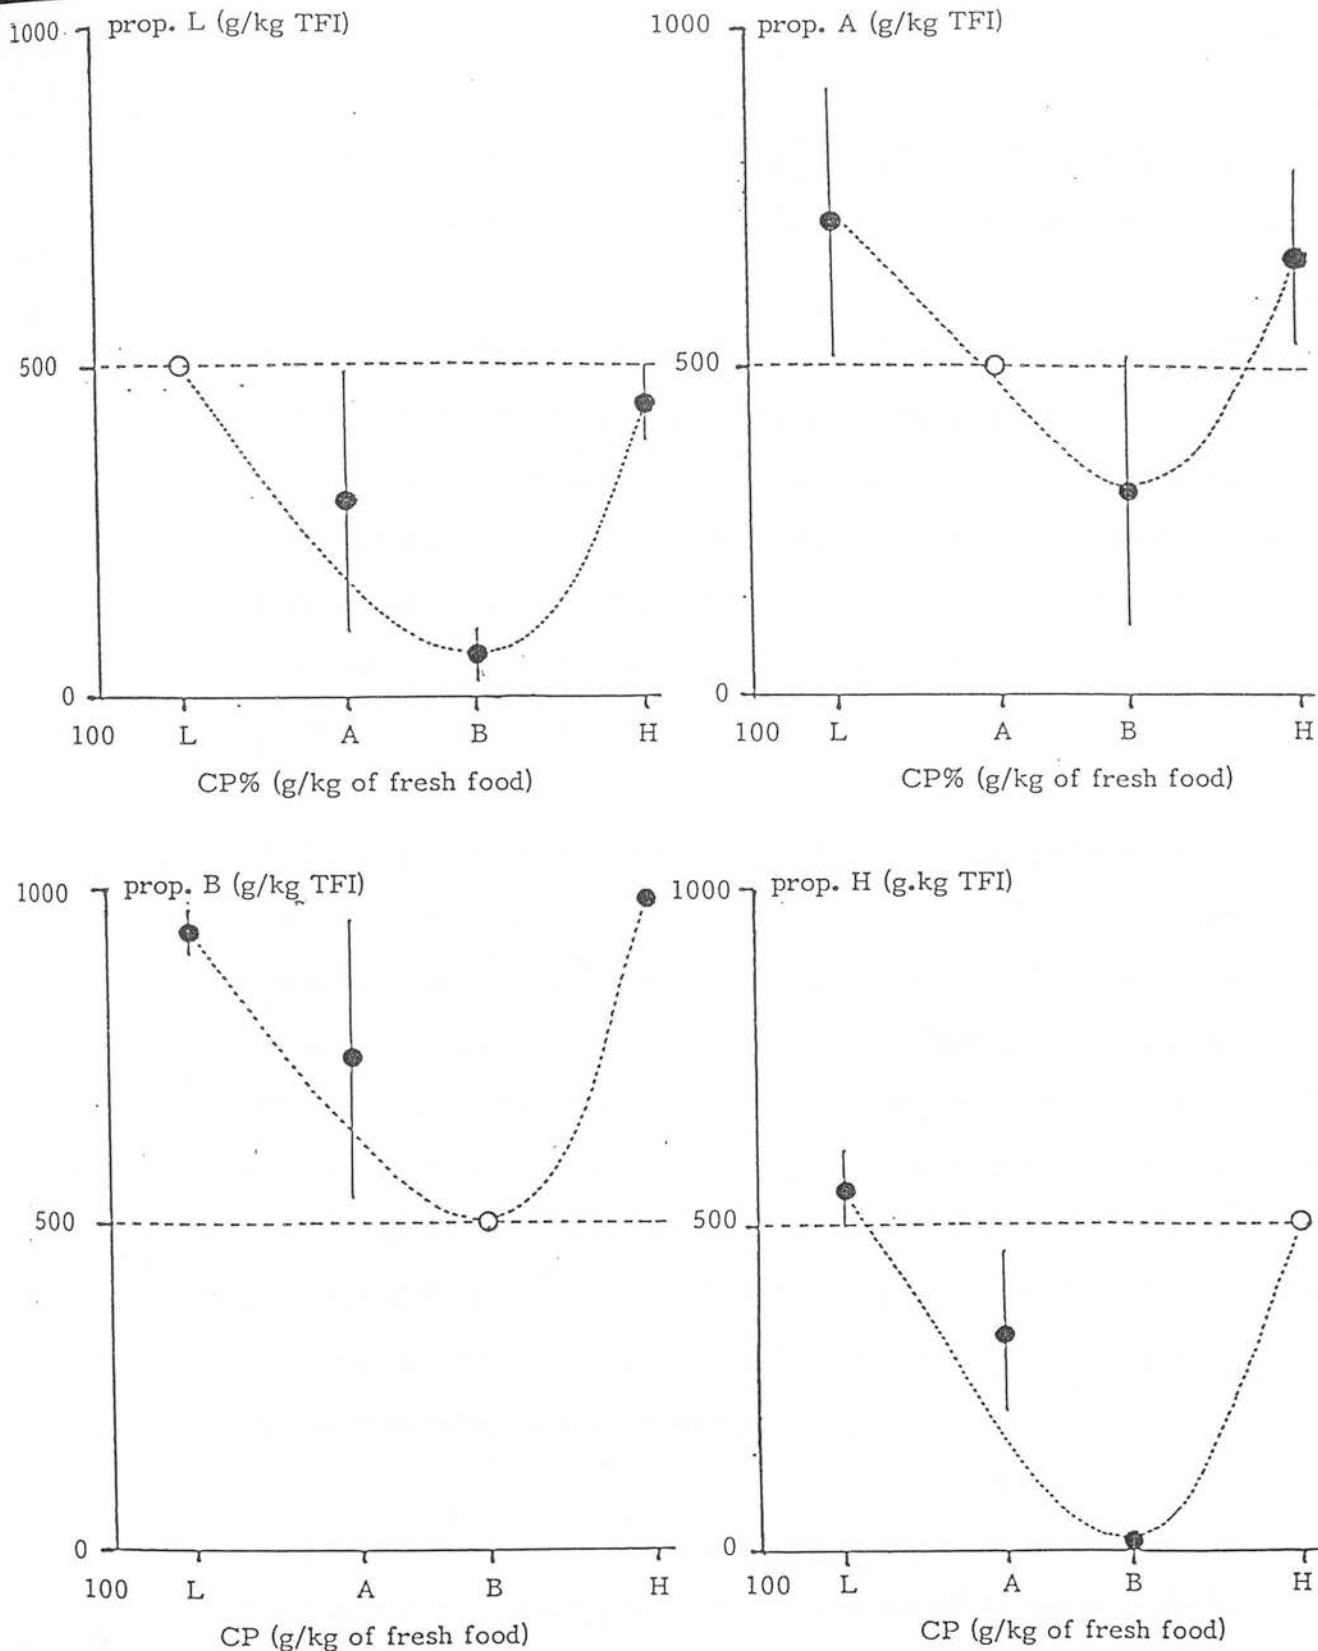 prop. L (g/kg TFI)
1000
500
0
100 L A B H
CP% (g/kg of fresh food)
prop. A (g/kg TFI)
1000
500
0
100 L A B H
CP% (g/kg of fresh food)
prop. B (g/kg TFI)
1000
500
0
100 L A B H
CP (g/kg of fresh food)
prop. H (g.kg TFI)
1000
500
0
100 L A B H
CP (g/kg of fresh food)